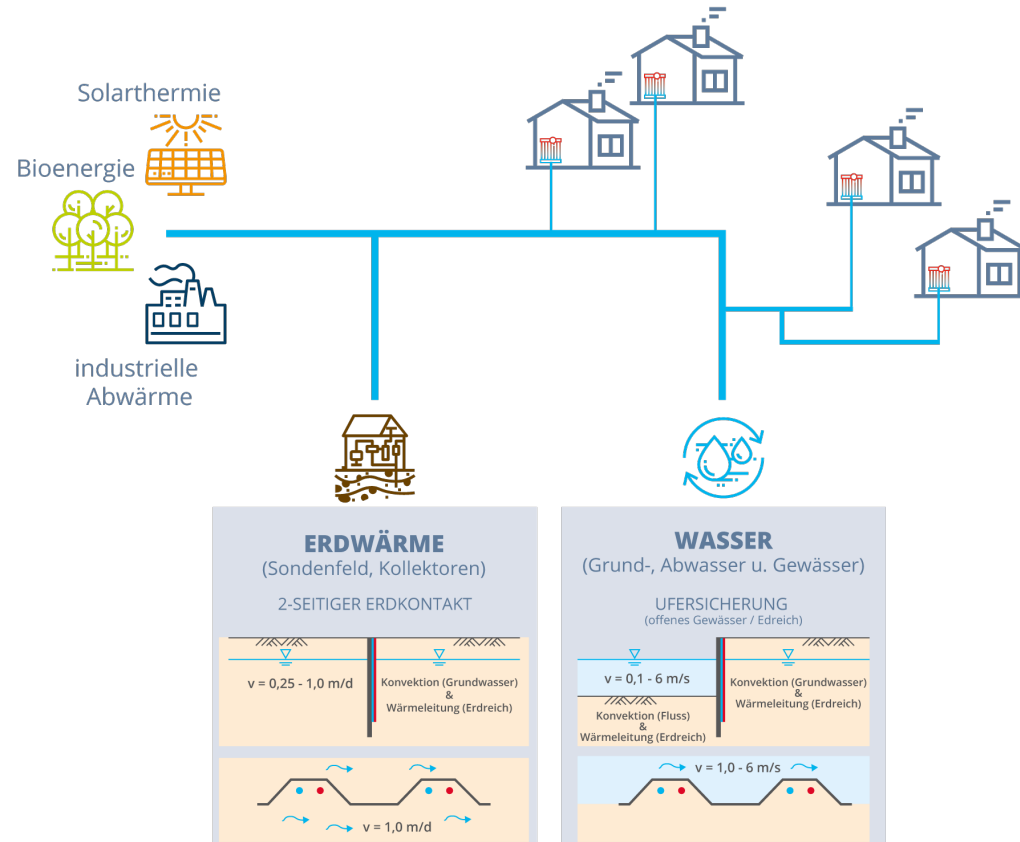 Solarthermie
Bioenergie
industrielle
Abwärme
ERDWÄRME
(Sondenfeld, Kollektoren)
2-SEITIGER ERDKONTAKT
v = 0,25 - 1,0 m/d
Konvektion (Grundwasser)
&
Wärmeleitung (Erdreich)
v = 1,0 m/d
WASSER
(Grund-, Abwasser u. Gewässer)
UFERSICHERUNG
(offenes Gewässer / Edreich)
v = 0,1 - 6 m/s
Konvektion (Fluss)
&
Wärmeleitung (Erdreich)
Konvektion (Grundwasser)
&
Wärmeleitung (Erdreich)
v = 1,0 - 6 m/s